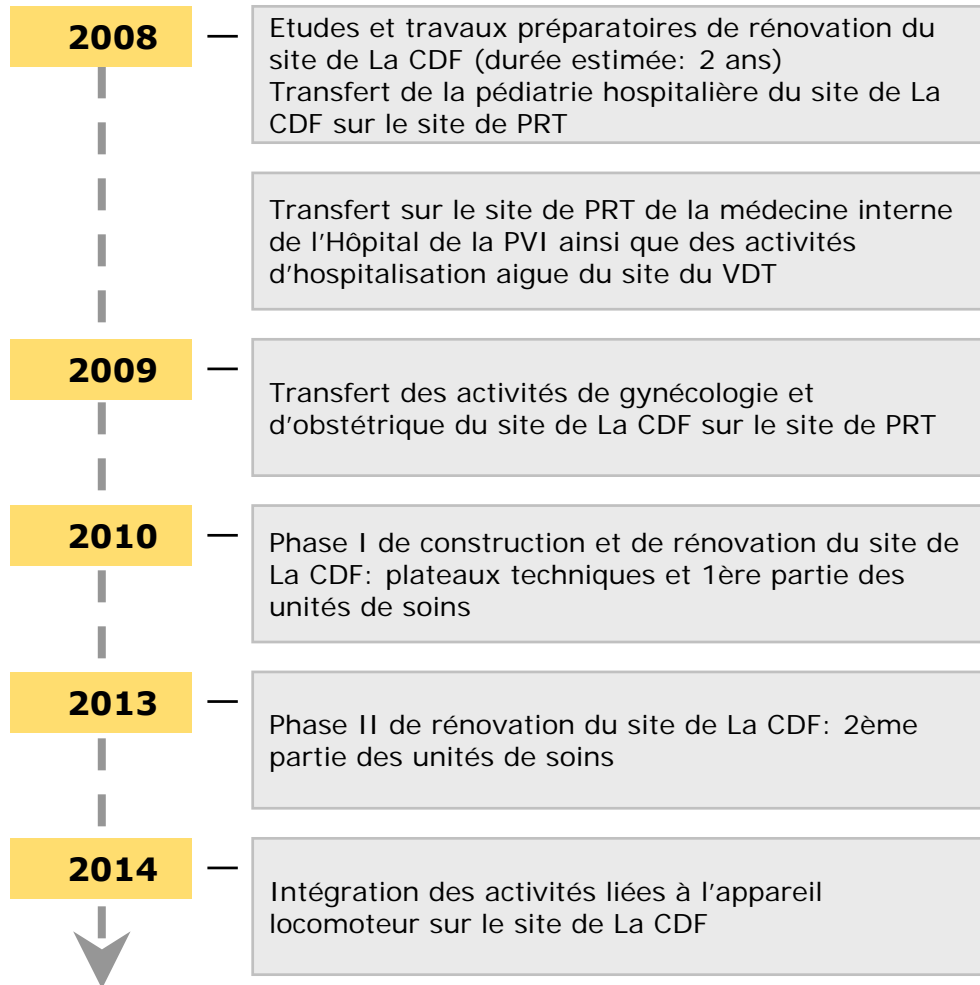 2008
Etudes et travaux préparatoires de rénovation du
site de La CDF (durée estimée: 2 ans)
Transfert de la pédiatrie hospitalière du site de La
CDF sur le site de PRT
Transfert sur le site de PRT de la médecine interne
de l'Hôpital de la PVI ainsi que des activités
d'hospitalisation aigue du site du VDT
2009
Transfert des activités de gynécologie et
d'obstétrique du site de La CDF sur le site de PRT
2010
Phase I de construction et de rénovation du site de
La CDF: plateaux techniques et 1ère partie des
unités de soins
2013
Phase II de rénovation du site de La CDF: 2ème
partie des unités de soins
2014
Intégration des activités liées à l'appareil
locomoteur sur le site de La CDF